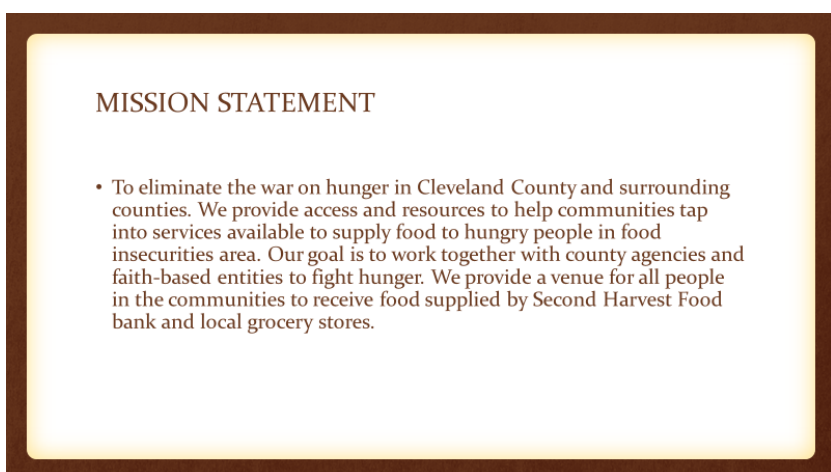 MISSION STATEMENT
• To eliminate the war on hunger in Cleveland County and surrounding
counties. We provide access and resources to help communities tap
into services available to supply food to hungry people in food
insecurities area. Our goal is to work together with county agencies and
faith-based entities to fight hunger. We provide a venue for all people
in the communities to receive food supplied by Second Harvest Food
bank and local grocery stores.